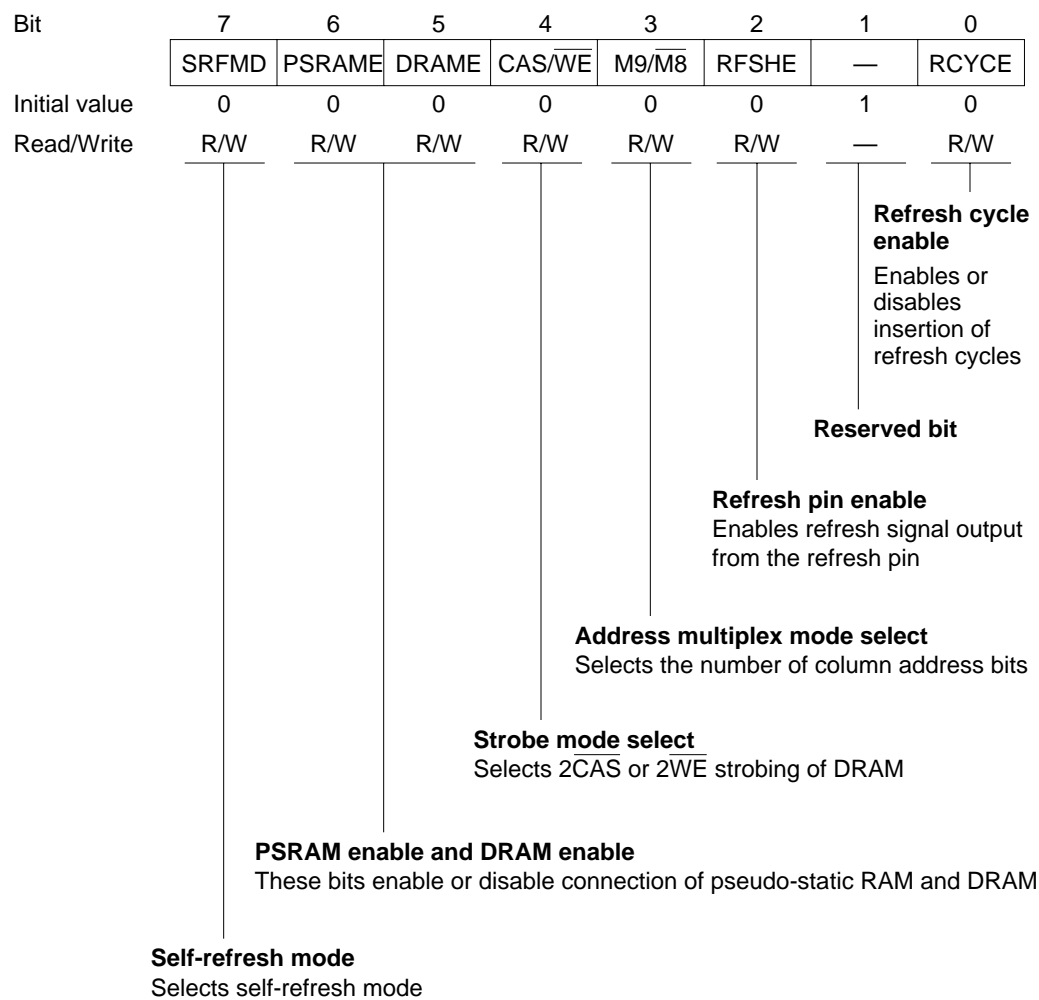 Bit 7 6 5 4 3 2 1 0
SRFMD PSRAME DRAME CAS/W̅E̅ M9/M̅8̅ RFSHE — RCYCE
Initial value 0 0 0 0 0 0 1 0
Read/Write R/W R/W R/W R/W R/W R/W — R/W
Refresh cycle
enable
Enables or
disables
insertion of
refresh cycles
Reserved bit
Refresh pin enable
Enables refresh signal output
from the refresh pin
Address multiplex mode select
Selects the number of column address bits
Strobe mode select
Selects 2C̅A̅S̅ or 2W̅E̅ strobing of DRAM
PSRAM enable and DRAM enable
These bits enable or disable connection of pseudo-static RAM and DRAM
Self-refresh mode
Selects self-refresh mode